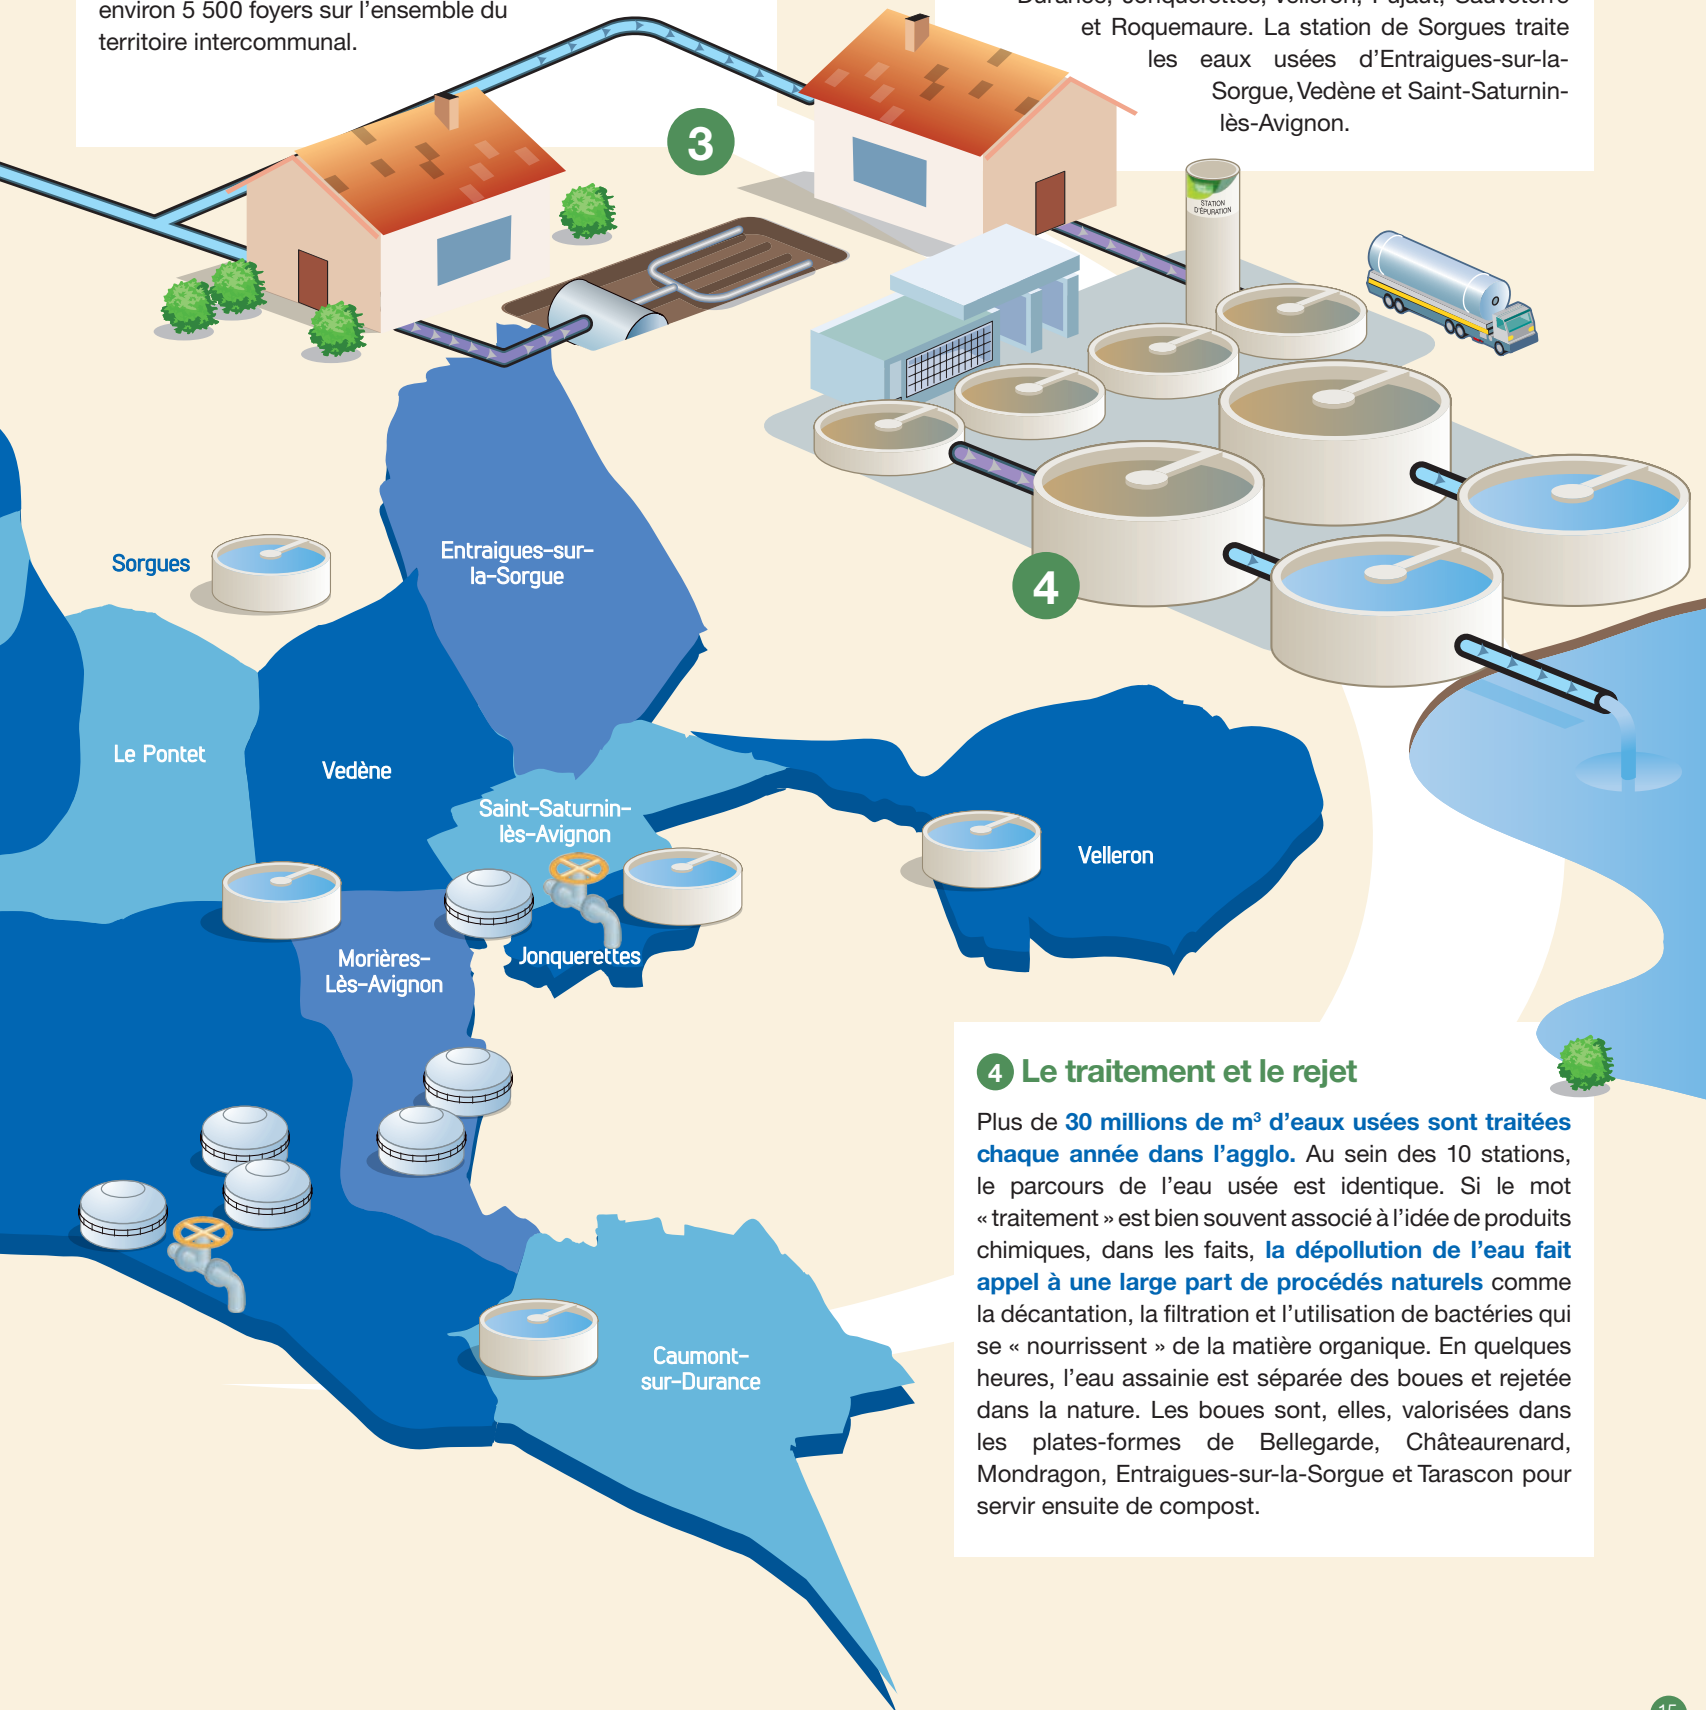 environ 5 500 foyers sur l'ensemble du
territoire intercommunal.
Durance, Jonquerettes, Velleron, Pujaut, Sauveterre
et Roquemaure. La station de Sorgues traite
les eaux usées d'Entraigues-sur-la-
Sorgue, Vedène et Saint-Saturnin-
lès-Avignon.
3
STATION
D'ÉPURATION
4
Sorgues
Entraigues-sur-
la-Sorgue
Le Pontet
Vedène
Saint-Saturnin-
lès-Avignon
Velleron
Morières-
Lès-Avignon
Jonquerettes
Caumont-
sur-Durance
4 Le traitement et le rejet
Plus de 30 millions de m³ d'eaux usées sont traitées
chaque année dans l'agglo. Au sein des 10 stations,
le parcours de l'eau usée est identique. Si le mot
« traitement » est bien souvent associé à l'idée de produits
chimiques, dans les faits, la dépollution de l'eau fait
appel à une large part de procédés naturels comme
la décantation, la filtration et l'utilisation de bactéries qui
se « nourrissent » de la matière organique. En quelques
heures, l'eau assainie est séparée des boues et rejetée
dans la nature. Les boues sont, elles, valorisées dans
les plates-formes de Bellegarde, Châteaurenard,
Mondragon, Entraigues-sur-la-Sorgue et Tarascon pour
servir ensuite de compost.
15